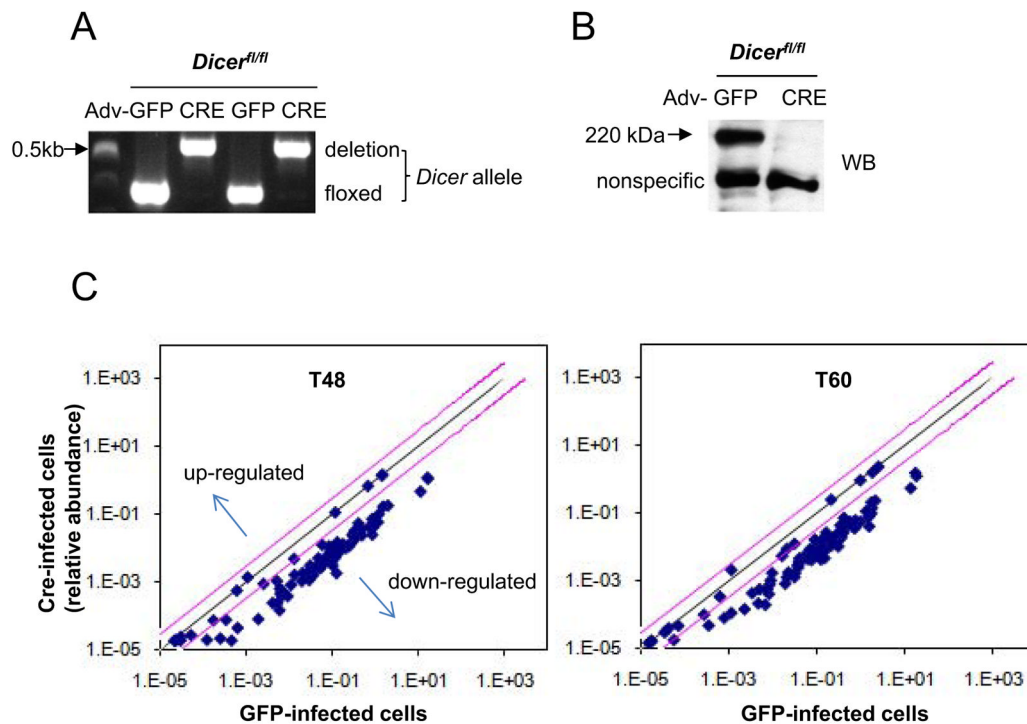 A
Dicerfl/fl
Adv-GFP CRE GFP CRE
0.5kb
deletion
floxed
Dicer allele
B
Dicerfl/fl
Adv- GFP CRE
220 kDa
nonspecific
WB
C
Cre-infected cells
(relative abundance)
T48
1.E+03
1.E+01
1.E-01
1.E-03
1.E-05
up-regulated
down-regulated
1.E-05 1.E-03 1.E-01 1.E+01 1.E+03
GFP-infected cells
T60
1.E+03
1.E+01
1.E-01
1.E-03
1.E-05
1.E-05 1.E-03 1.E-01 1.E+01 1.E+03
GFP-infected cells